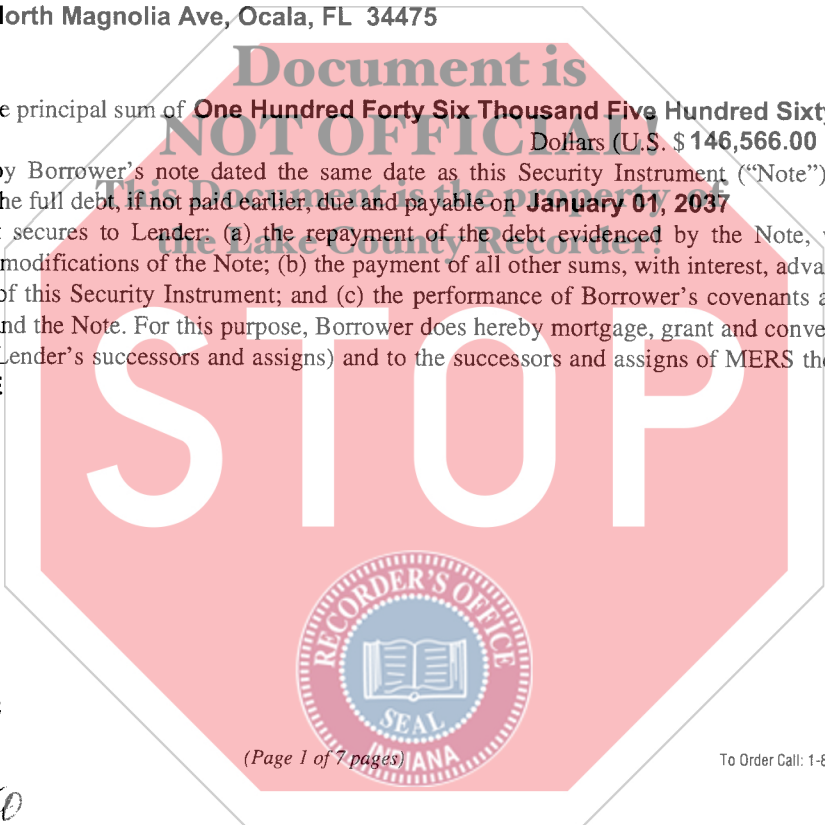 North Magnolia Ave, Ocala, FL 34475
Document is
e principal sum of One Hundred Forty Six Thousand Five Hundred Sixty
NOT OFFICIAL!
Dollars (U.S. $ 146,566.00
by Borrower’s note dated the same date as this Security Instrument (“Note”)
This Document is the property of
he full debt, if not paid earlier, due and payable on January 01, 2037
the Lake County Recorder!
secures to Lender: (a) the repayment of the debt evidenced by the Note,
modifications of the Note; (b) the payment of all other sums, with interest, adva
of this Security Instrument; and (c) the performance of Borrower’s covenants a
nd the Note. For this purpose, Borrower does hereby mortgage, grant and conve
Lender’s successors and assigns) and to the successors and assigns of MERS the
STOP
RECORDER'S OFFICE
SEAL
INDIANA
(Page 1 of 7 pages)
To Order Call: 1-8